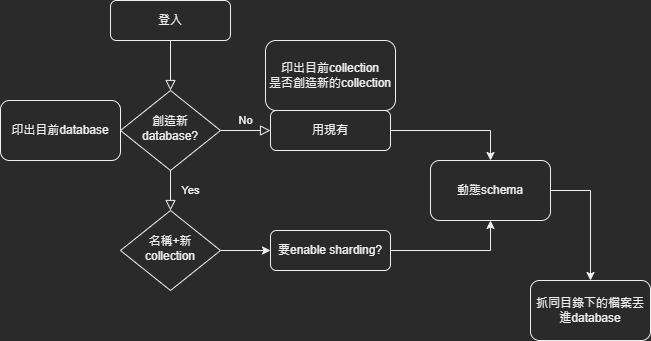 登入
印出目前collection
是否創造新的collection
印出目前database
創造新
database?
No
用現有
Yes
動態schema
名稱+新
collection
要enable sharding?
抓同目錄下的檔案丟
進database